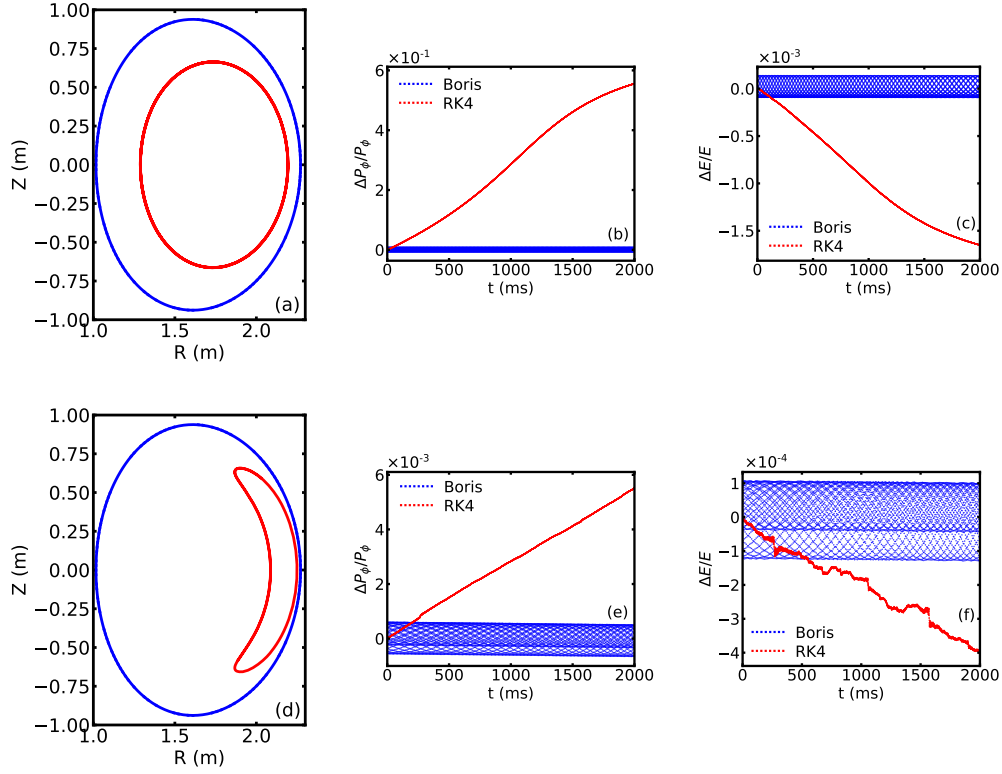 1.00
0.75
0.50
0.25
0.00
−0.25
−0.50
−0.75
−1.00
Z (m)
1.0 1.5 2.0
R (m)
(a)
×10⁻¹
6
4
2
0
ΔP_ϕ/P_ϕ
Boris
RK4
(b)
0 500 1000 1500 2000
t (ms)
×10⁻³
0.0
−0.5
−1.0
−1.5
ΔE/E
(c)
Boris
RK4
0 500 1000 1500 2000
t (ms)
1.00
0.75
0.50
0.25
0.00
−0.25
−0.50
−0.75
−1.00
Z (m)
1.0 1.5 2.0
R (m)
(d)
×10⁻³
6
4
2
0
ΔP_ϕ/P_ϕ
Boris
RK4
(e)
0 500 1000 1500 2000
t (ms)
×10⁻⁴
1
0
−1
−2
−3
−4
ΔE/E
(f)
Boris
RK4
0 500 1000 1500 2000
t (ms)